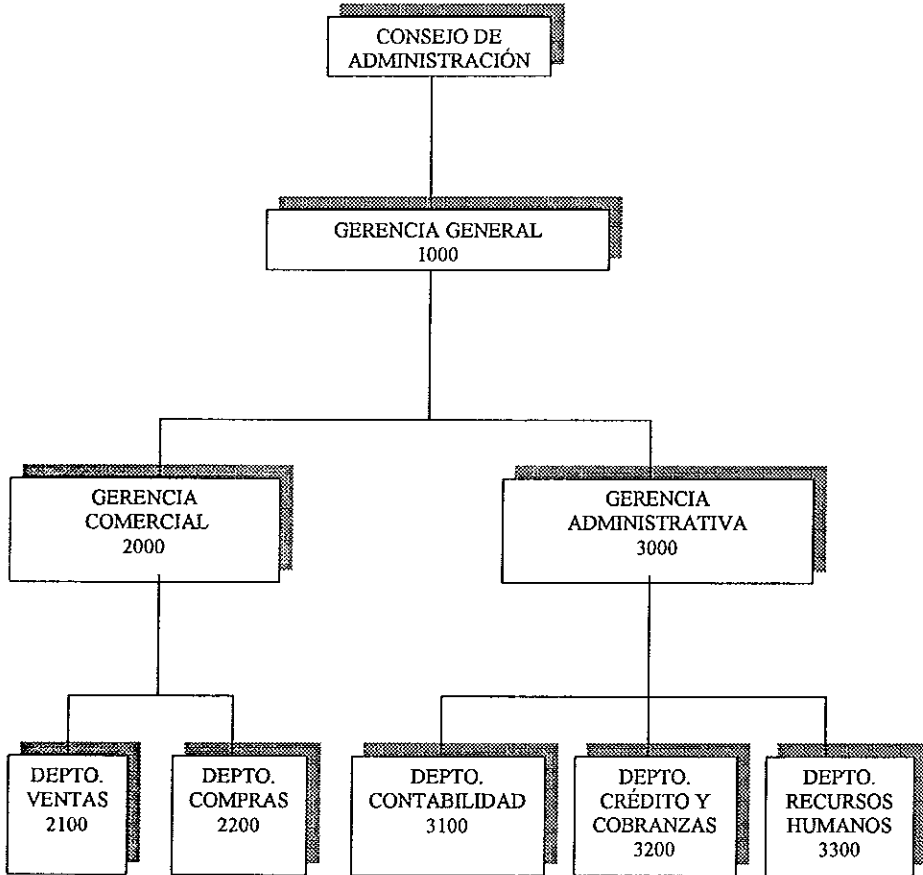 CONSEJO DE
ADMINISTRACIÓN
GERENCIA GENERAL
1000
GERENCIA
COMERCIAL
2000
GERENCIA
ADMINISTRATIVA
3000
DEPTO.
VENTAS
2100
DEPTO.
COMPRAS
2200
DEPTO.
CONTABILIDAD
3100
DEPTO.
CRÉDITO Y
COBRANZAS
3200
DEPTO.
RECURSOS
HUMANOS
3300